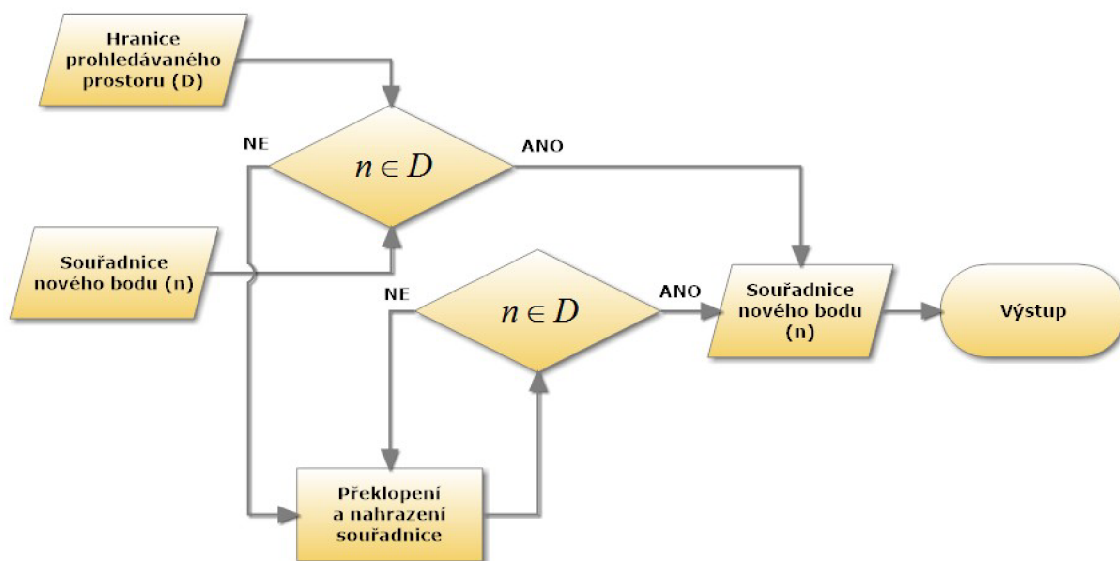 Hranice
prohledávaného
prostoru (D)
NE
ANO
n ∈ D
Souřadnice
nového bodu (n)
NE
ANO
n ∈ D
Souřadnice
nového bodu
(n)
Výstup
Překlopení
a nahrazení
souřadnice